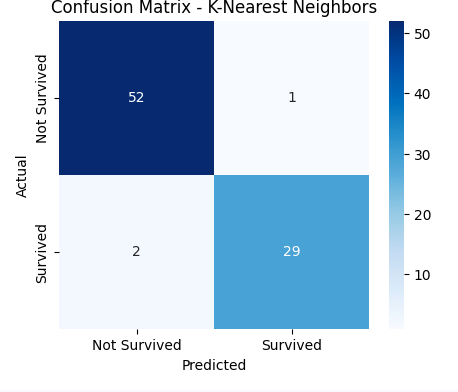 Confusion Matrix - K-Nearest Neighbors
Actual
Not Survived
Survived
52
1
2
29
Not Survived
Survived
Predicted
50
40
30
20
10